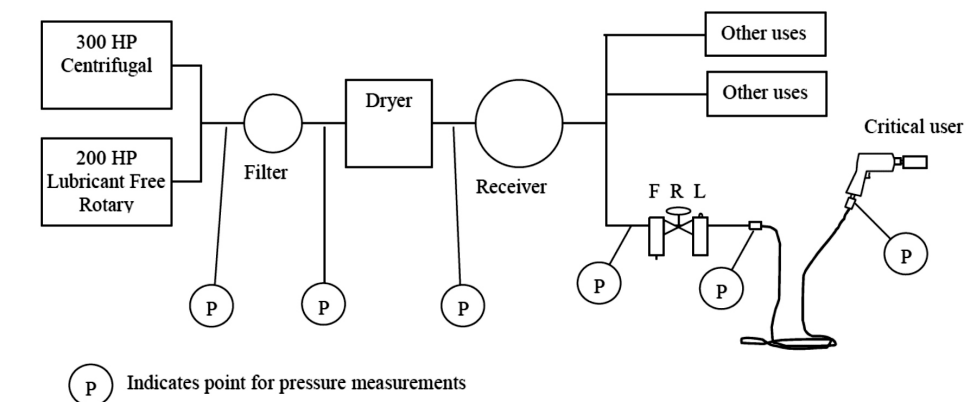 300 HP
Centrifugal
200 HP
Lubricant Free
Rotary
Filter
Dryer
Receiver
Other uses
Other uses
Critical user
F R L
P
P
P
P
P
P
P Indicates point for pressure measurements